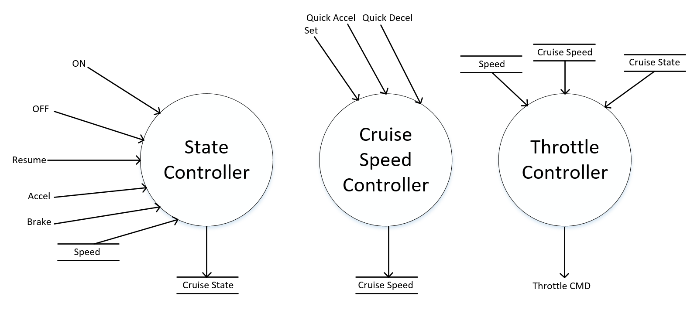 ON
OFF
Resume
Accel
Brake
Speed
State
Controller
Cruise State
Quick Accel
Quick Decel
Set
Cruise
Speed
Controller
Cruise Speed
Speed
Cruise Speed
Cruise State
Throttle
Controller
Throttle CMD